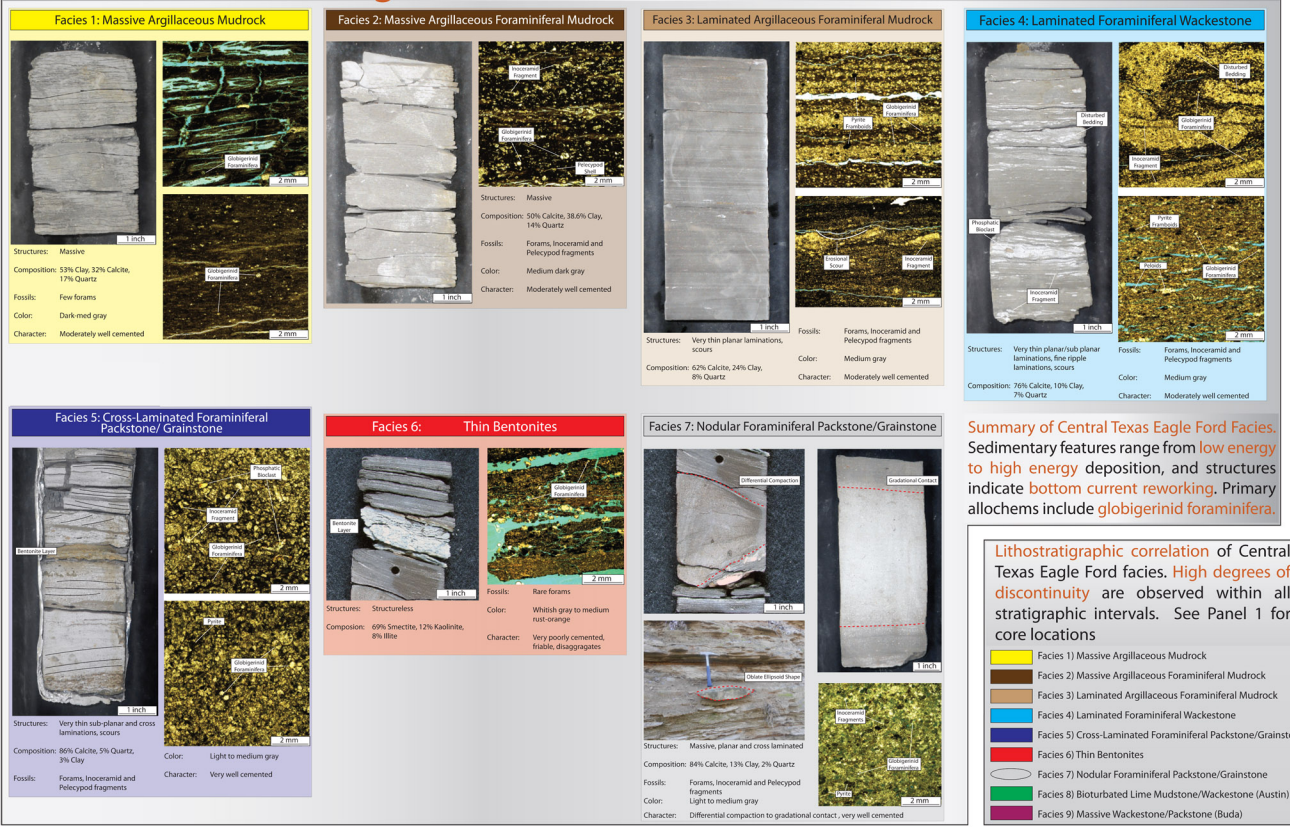 Facies 1: Massive Argillaceous Mudrock
Globigerinid
Foraminifera
2 mm
Globigerinid
Foraminifera
2 mm
1 inch
Structures: Massive
Composition: 53% Clay, 32% Calcite,
17% Quartz
Fossils: Few forams
Color: Dark-med gray
Character: Moderately well cemented
Facies 2: Massive Argillaceous Foraminiferal Mudrock
Inoceramid
Fragment
Globigerinid
Foraminifera
Pelecypod
Shell
2 mm
1 inch
Structures: Massive
Composition: 50% Calcite, 38.6% Clay,
14% Quartz
Fossils: Forams, Inoceramid and
Pelecypod fragments
Color: Medium dark gray
Character: Moderately well cemented
Facies 3: Laminated Argillaceous Foraminiferal Mudrock
Globigerinid
Foraminifera
Pyrite
Framboids
2 mm
Erosional
Scour
Inoceramid
Fragment
2 mm
1 inch
Structures: Very thin planar laminations,
scours
Composition: 62% Calcite, 24% Clay,
8% Quartz
Fossils: Forams, Inoceramid and
Pelecypod fragments
Color: Medium gray
Character: Moderately well cemented
Facies 4: Laminated Foraminiferal Wackestone
Disturbed
Bedding
Phosphatic
Bioclast
Inoceramid
Fragment
1 inch
Disturbed
Bedding
Globigerinid
Foraminifera
Inoceramid
Fragment
2 mm
Pyrite
Framboids
Peloids
Globigerinid
Foraminifera
2 mm
Structures: Very thin planar/sub planar
laminations, fine ripple
laminations, scours
Composition: 76% Calcite, 10% Clay,
7% Quartz
Fossils: Forams, Inoceramid and
Pelecypod fragments
Color: Medium gray
Character: Moderately well cemented
Facies 5: Cross-Laminated Foraminiferal
Packstone/ Grainstone
Bentonite Layer
1 inch
Phosphatic
Bioclast
Inoceramid
Fragment
Globigerinid
Foraminifera
2 mm
Pyrite
Globigerinid
Foraminifera
2 mm
Structures: Very thin sub-planar and cross
laminations, scours
Composition: 86% Calcite, 5% Quartz,
3% Clay
Fossils: Forams, Inoceramid and
Pelecypod fragments
Color: Light to medium gray
Character: Very well cemented
Facies 6: Thin Bentonites
Bentonite
Layer
1 inch
Globigerinid
Foraminifera
2 mm
Structures: Structureless
Composion: 69% Smectite, 12% Kaolinite,
8% Illite
Fossils: Rare forams
Color: Whitish gray to medium
rust-orange
Character: Very poorly cemented,
friable, disaggragates
Facies 7: Nodular Foraminiferal Packstone/Grainstone
Differential Compaction
1 inch
Gradational Contact
1 inch
Oblate Ellipsoid Shape
Inoceramid
Fragments
Globigerinid
Foraminifera
Pyrite
2 mm
Structures: Massive, planar and cross laminated
Composition: 84% Calcite, 13% Clay, 2% Quartz
Fossils: Forams, Inoceramid and Pelecypod
fragments
Color: Light to medium gray
Character: Differential compaction to gradational contact , very well cemented
Summary of Central Texas Eagle Ford Facies.
Sedimentary features range from low energy
to high energy deposition, and structures
indicate bottom current reworking. Primary
allochems include globigerinid foraminifera.
Lithostratigraphic correlation of Central
Texas Eagle Ford facies. High degrees of
discontinuity are observed within all
stratigraphic intervals. See Panel 1 for
core locations
Facies 1) Massive Argillaceous Mudrock
Facies 2) Massive Argillaceous Foraminiferal Mudrock
Facies 3) Laminated Argillaceous Foraminiferal Mudrock
Facies 4) Laminated Foraminiferal Wackestone
Facies 5) Cross-Laminated Foraminiferal Packstone/Grainsto
Facies 6) Thin Bentonites
Facies 7) Nodular Foraminiferal Packstone/Grainstone
Facies 8) Bioturbated Lime Mudstone/Wackestone (Austin)
Facies 9) Massive Wackestone/Packstone (Buda)